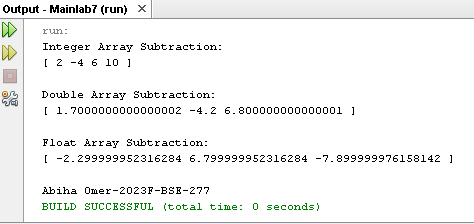 Output - Mainlab7 (run)
run:
Integer Array Subtraction:
[ 2 -4 6 10 ]
Double Array Subtraction:
[ 1.7000000000000002 -4.2 6.800000000000001 ]
Float Array Subtraction:
[ -2.299999952316284 6.799999952316284 -7.899999976158142 ]
Abiha Omer-2023F-BSE-277
BUILD SUCCESSFUL (total time: 0 seconds)